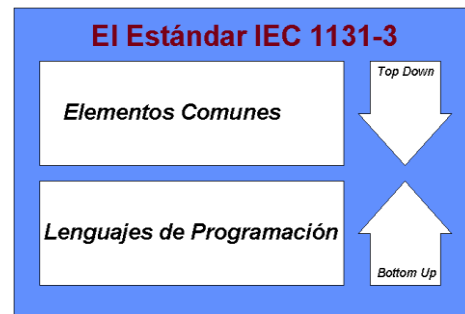 El Estándar IEC 1131-3
Top Down
Elementos Comunes
Lenguajes de Programación
Bottom Up